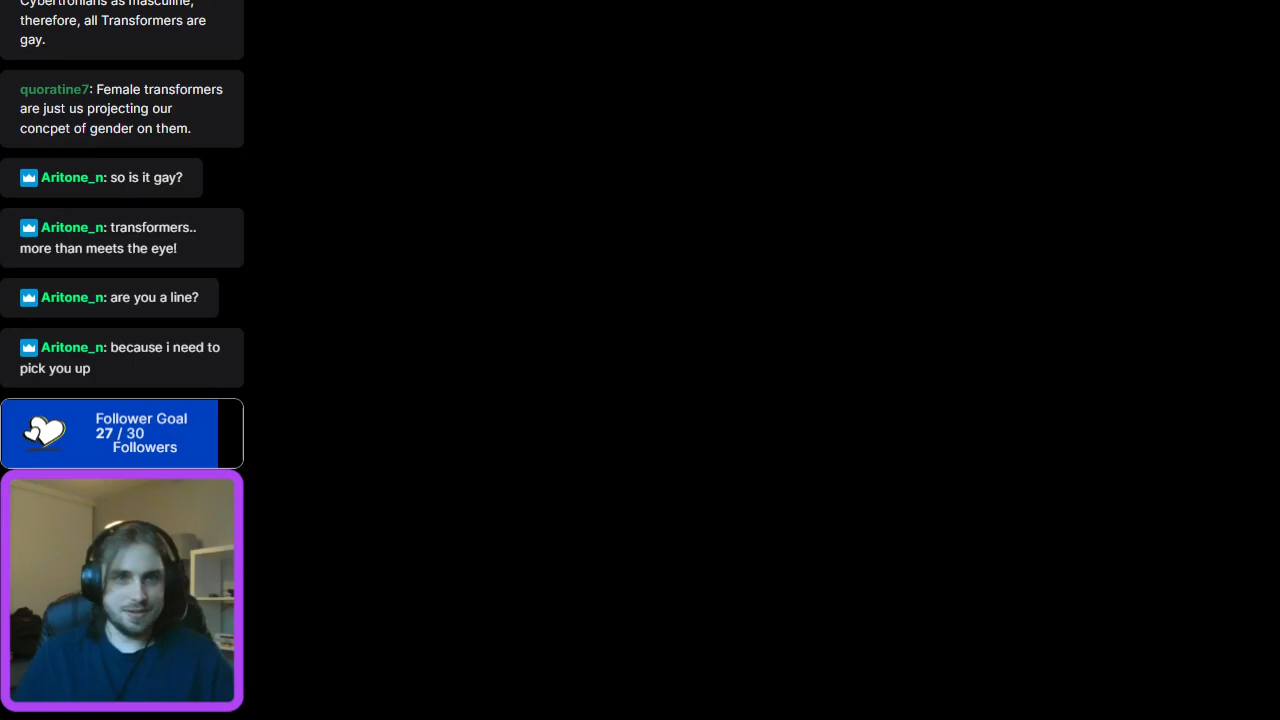 Cybertronians as masculine,
therefore, all Transformers are
gay.
quoratine7: Female transformers
are just us projecting our
concpet of gender on them.
Aritone_n: so is it gay?
Aritone_n: transformers..
more than meets the eye!
Aritone_n: are you a line?
Aritone_n: because i need to
pick you up
Follower Goal
27 / 30
Followers